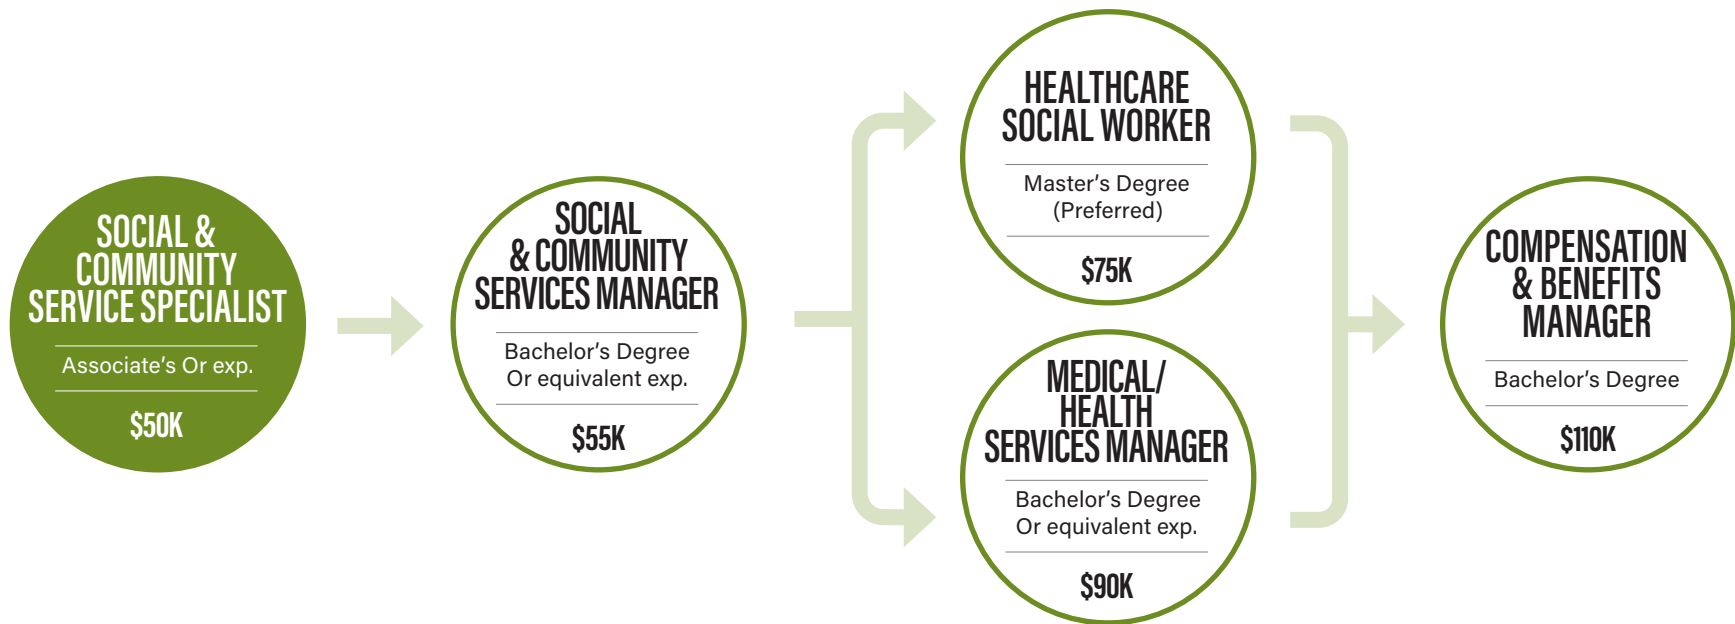 SOCIAL &
COMMUNITY
SERVICE SPECIALIST
Associate's Or exp.
$50K
SOCIAL
& COMMUNITY
SERVICES MANAGER
Bachelor's Degree
Or equivalent exp.
$55K
HEALTHCARE
SOCIAL WORKER
Master's Degree
(Preferred)
$75K
MEDICAL/
HEALTH
SERVICES MANAGER
Bachelor's Degree
Or equivalent exp.
$90K
COMPENSATION
& BENEFITS
MANAGER
Bachelor's Degree
$110K